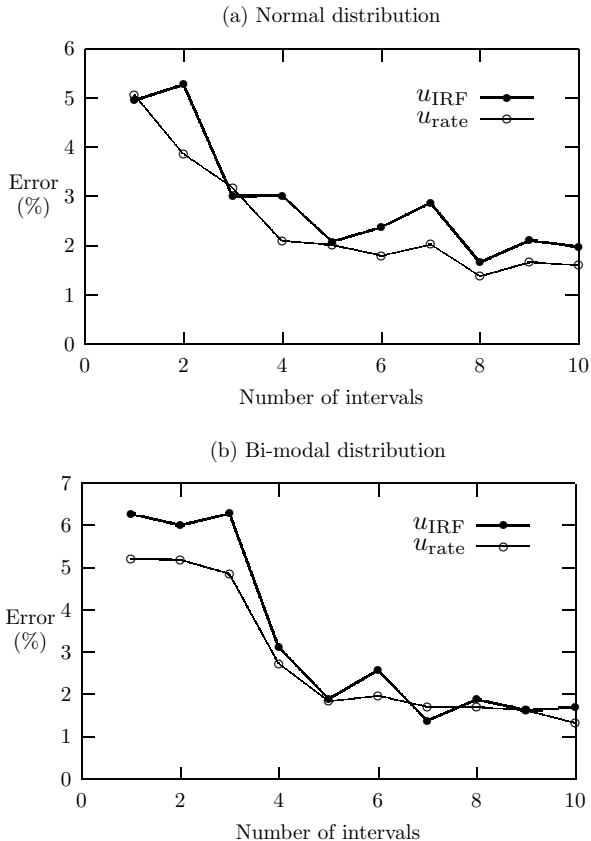 (a) Normal distribution
6
5
4
3
2
1
0
Error
(%)
u_IRF
u_rate
0 2 4 6 8 10
Number of intervals
(b) Bi-modal distribution
7
6
5
4
3
2
1
0
Error
(%)
u_IRF
u_rate
0 2 4 6 8 10
Number of intervals